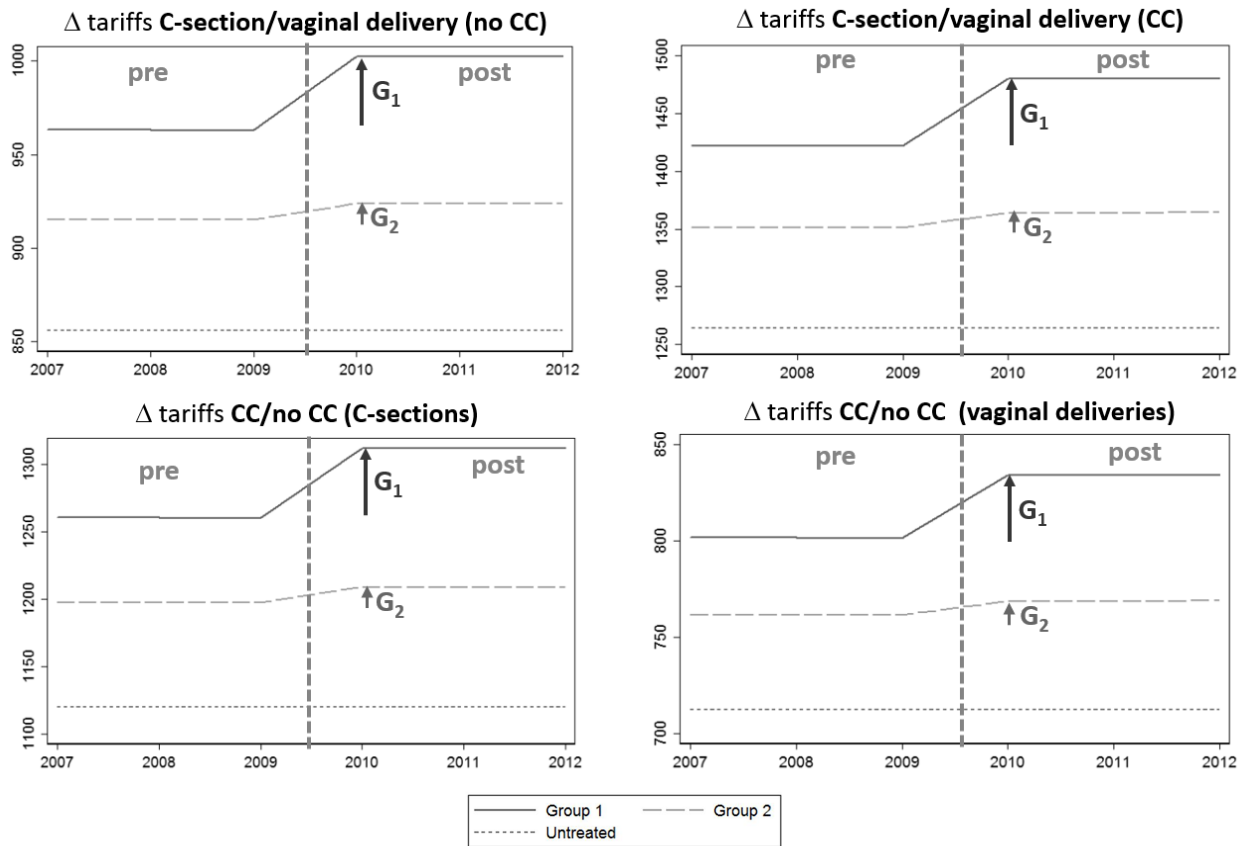 Δ tariffs C-section/vaginal delivery (no CC)
1000
950
900
850
pre
post
G1
G2
2007 2008 2009 2010 2011 2012
Δ tariffs C-section/vaginal delivery (CC)
1500
1450
1400
1350
1300
1250
pre
post
G1
G2
2007 2008 2009 2010 2011 2012
Δ tariffs CC/no CC (C-sections)
1300
1250
1200
1150
1100
pre
post
G1
G2
2007 2008 2009 2010 2011 2012
Δ tariffs CC/no CC (vaginal deliveries)
850
800
750
700
pre
post
G1
G2
2007 2008 2009 2010 2011 2012
Group 1 Group 2
Untreated